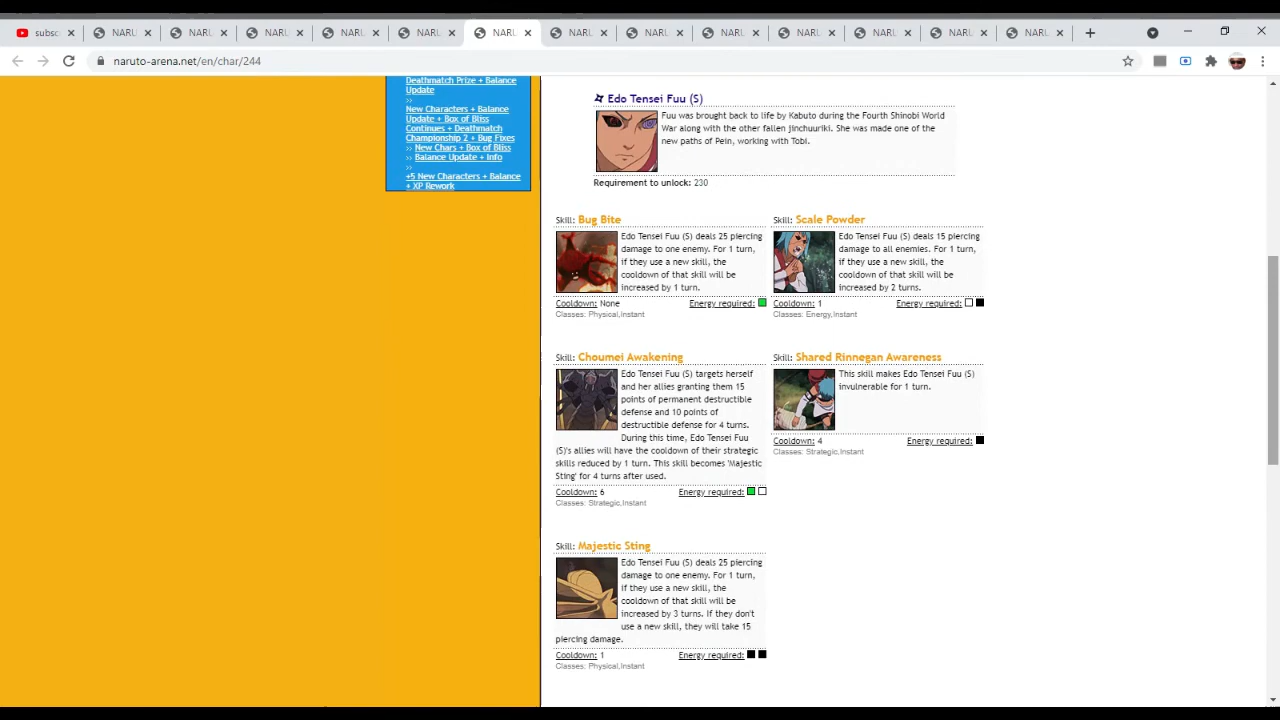 subsc
NARU
NARU
NARU
NARU
NARU
NARU
NARU
NARU
NARU
NARU
NARU
NARU
NARU
naruto-arena.net/en/char/244
Deathmatch Prize + Balance
Update
»
New Characters + Balance
Update + Box of Bliss
Continues + Deathmatch
Championship 2 + Bug Fixes
» New Chars + Box of Bliss
» Balance Update + Info
»
+5 New Characters + Balance
+ XP Rework
Edo Tensei Fuu (S)
Fuu was brought back to life by Kabuto during the Fourth Shinobi World
War along with the other fallen jinchuuriki. She was made one of the
new paths of Pein, working with Tobi.
Requirement to unlock: 230
Skill: Bug Bite
Edo Tensei Fuu (S) deals 25 piercing
damage to one enemy. For 1 turn,
if they use a new skill, the
cooldown of that skill will be
increased by 1 turn.
Cooldown: None Energy required:
Classes: Physical,Instant
Skill: Scale Powder
Edo Tensei Fuu (S) deals 15 piercing
damage to all enemies. For 1 turn,
if they use a new skill, the
cooldown of that skill will be
increased by 2 turns.
Cooldown: 1 Energy required:
Classes: Energy,Instant
Skill: Choumei Awakening
Edo Tensei Fuu (S) targets herself
and her allies granting them 15
points of permanent destructible
defense and 10 points of
destructible defense for 4 turns.
During this time, Edo Tensei Fuu
(S)'s allies will have the cooldown of their strategic
skills reduced by 1 turn. This skill becomes 'Majestic
Sting' for 4 turns after used.
Cooldown: 6 Energy required:
Classes: Strategic,Instant
Skill: Shared Rinnegan Awareness
This skill makes Edo Tensei Fuu (S)
invulnerable for 1 turn.
Cooldown: 4 Energy required:
Classes: Strategic,Instant
Skill: Majestic Sting
Edo Tensei Fuu (S) deals 25 piercing
damage to one enemy. For 1 turn,
if they use a new skill, the
cooldown of that skill will be
increased by 3 turns. If they don't
use a new skill, they will take 15
piercing damage.
Cooldown: 1 Energy required:
Classes: Physical,Instant